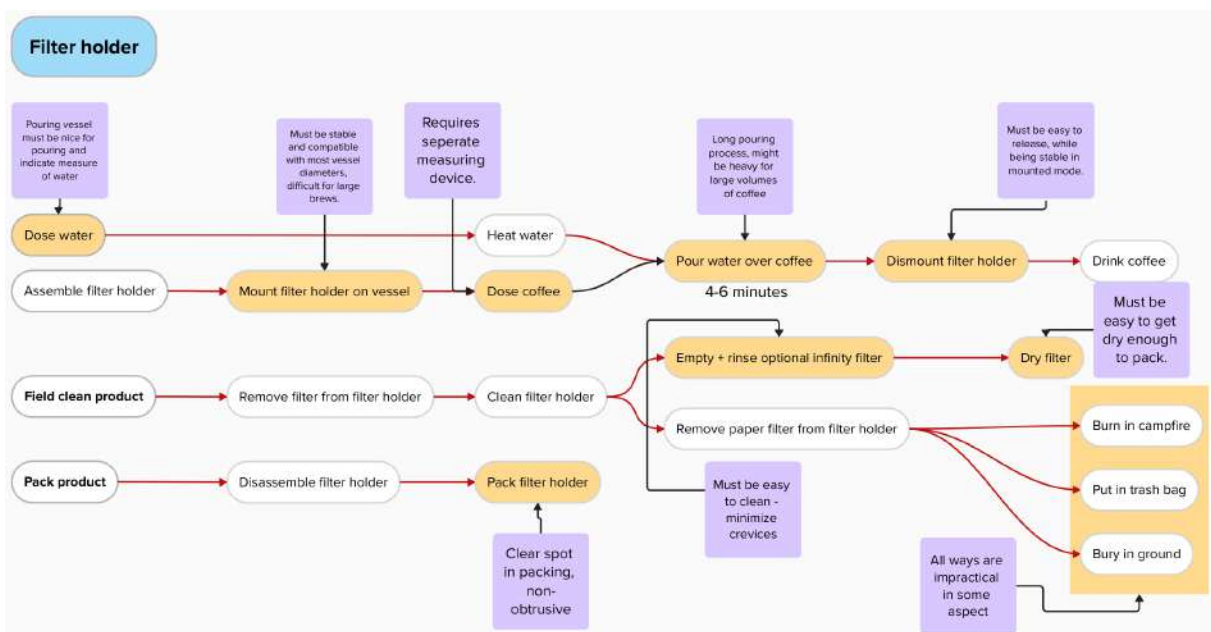 Filter holder
Pouring vessel
must be nice for
pouring and
indicate measure
of water
Must be stable
and compatible
with most vessel
diameters,
difficult for large
brews.
Requires
seperate
measuring
device.
Long pouring
process, might
be heavy for
large volumes
of coffee
Must be easy to
release, while
being stable in
mounted mode.
Dose water
Heat water
Assemble filter holder
Mount filter holder on vessel
Dose coffee
Pour water over coffee
4-6 minutes
Dismount filter holder
Drink coffee
Must be
easy to get
dry enough
to pack.
Empty + rinse optional infinity filter
Dry filter
Field clean product
Remove filter from filter holder
Clean filter holder
Remove paper filter from filter holder
Burn in campfire
Put in trash bag
Bury in ground
Pack product
Disassemble filter holder
Pack filter holder
Must be easy
to clean -
minimize
crevices
Clear spot
in packing,
non-
obtrusive
All ways are
impractical
in some
aspect